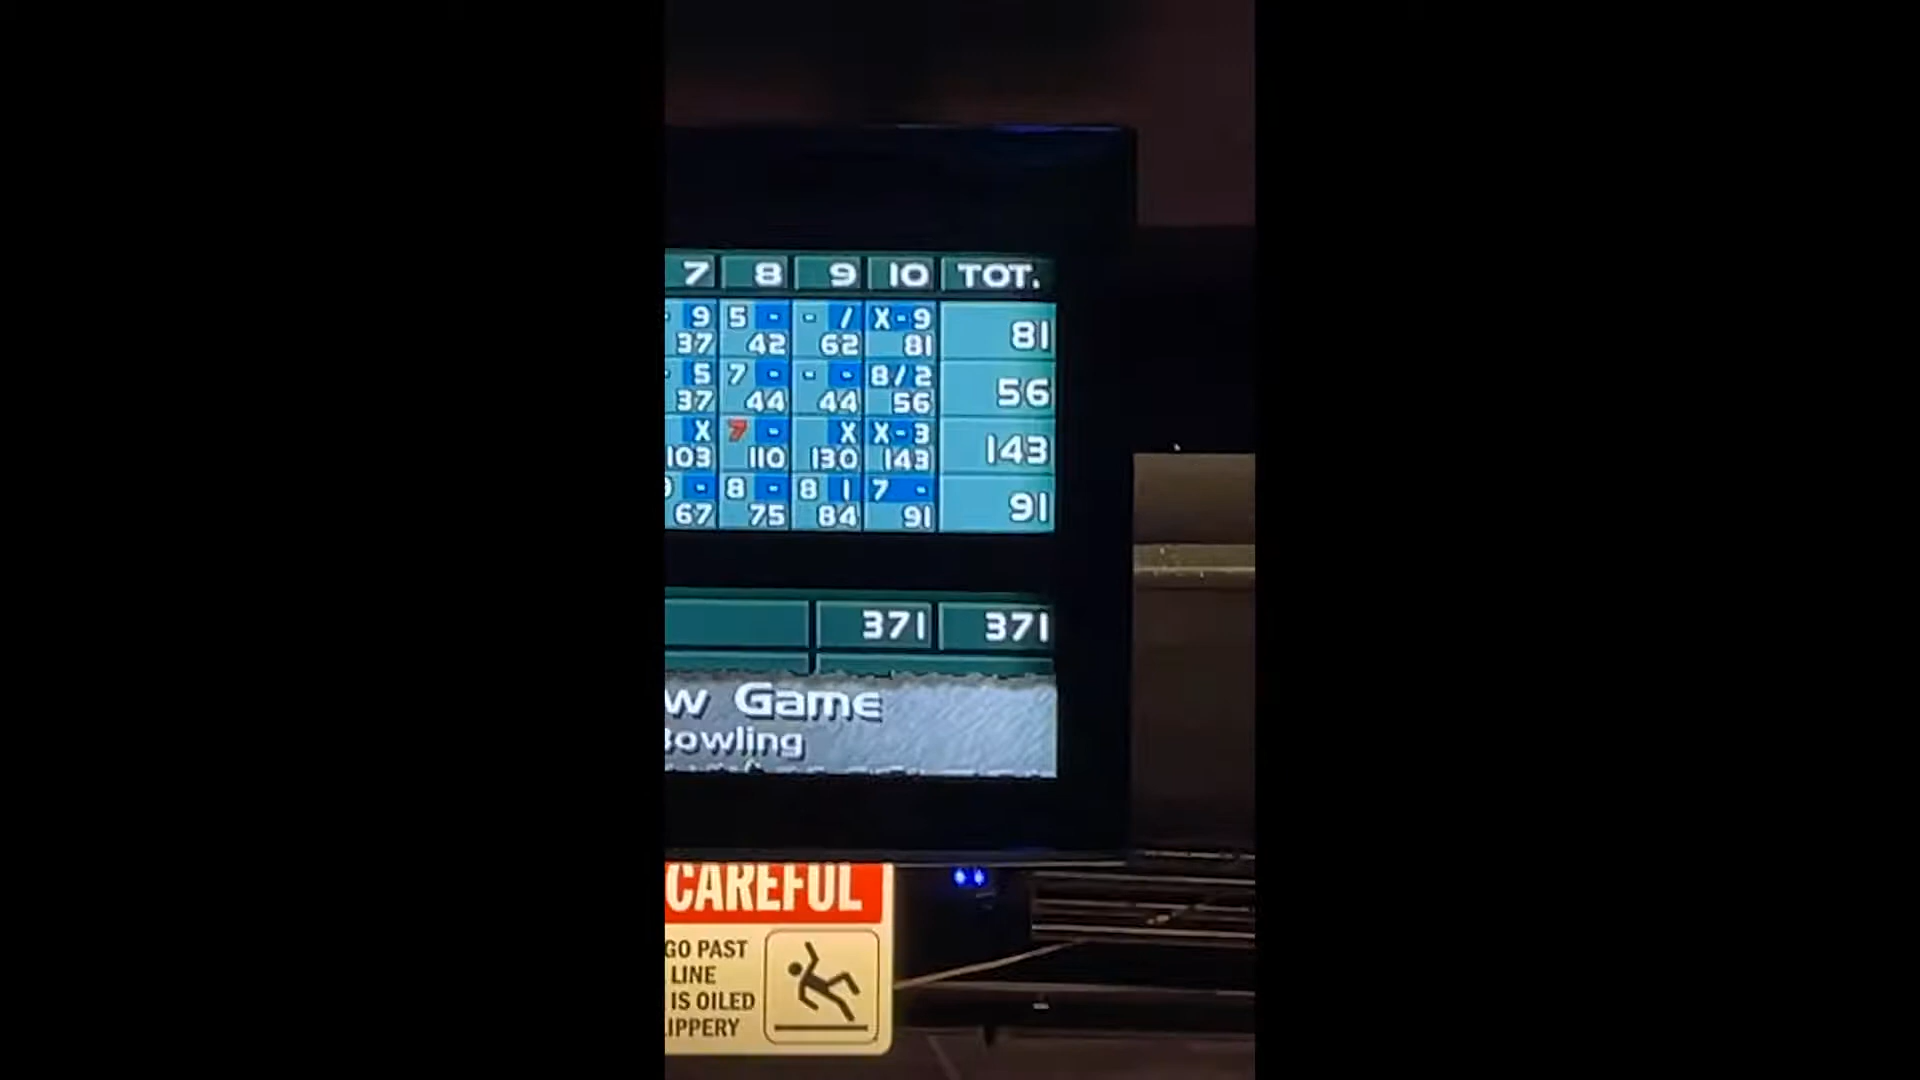 7 8 9 10 TOT.
- 9 5 - - / X - 9
37 42 62 81 81
- 5 7 - - - 8 / 2
37 44 44 56 56
X 7 - X X - 3
103 110 130 143 143
- 8 - 8 1 7 -
67 75 84 91 91
371 371
w Game
Bowling
CAREFUL
GO PAST
LINE
IS OILED
IPPERY